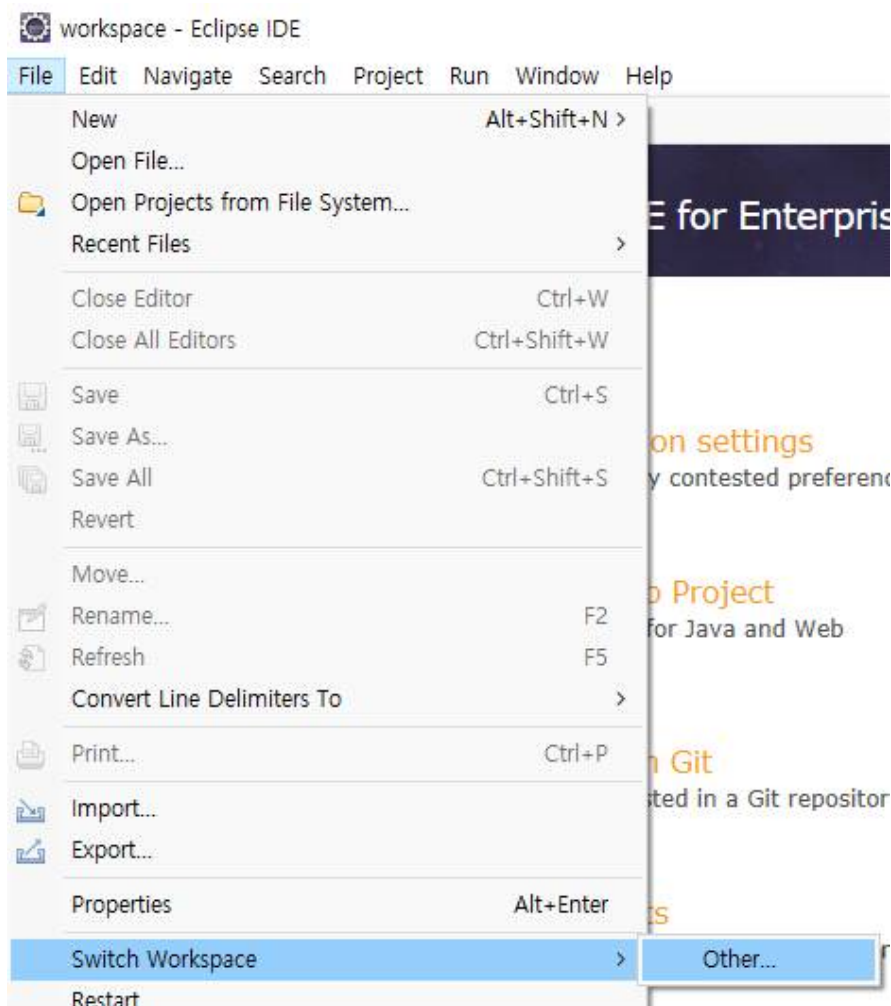 workspace - Eclipse IDE
File Edit Navigate Search Project Run Window Help
New Alt+Shift+N >
Open File...
Open Projects from File System...
Recent Files >
E for Enterpris
Close Editor Ctrl+W
Close All Editors Ctrl+Shift+W
Save Ctrl+S
Save As...
on settings
Save All Ctrl+Shift+S
y contested preferenc
Revert
Move...
Project
Rename... F2
for Java and Web
Refresh F5
Convert Line Delimiters To >
Print... Ctrl+P
Git
sted in a Git repositor
Import...
Export...
Properties Alt+Enter
Switch Workspace >
Other...
Restart